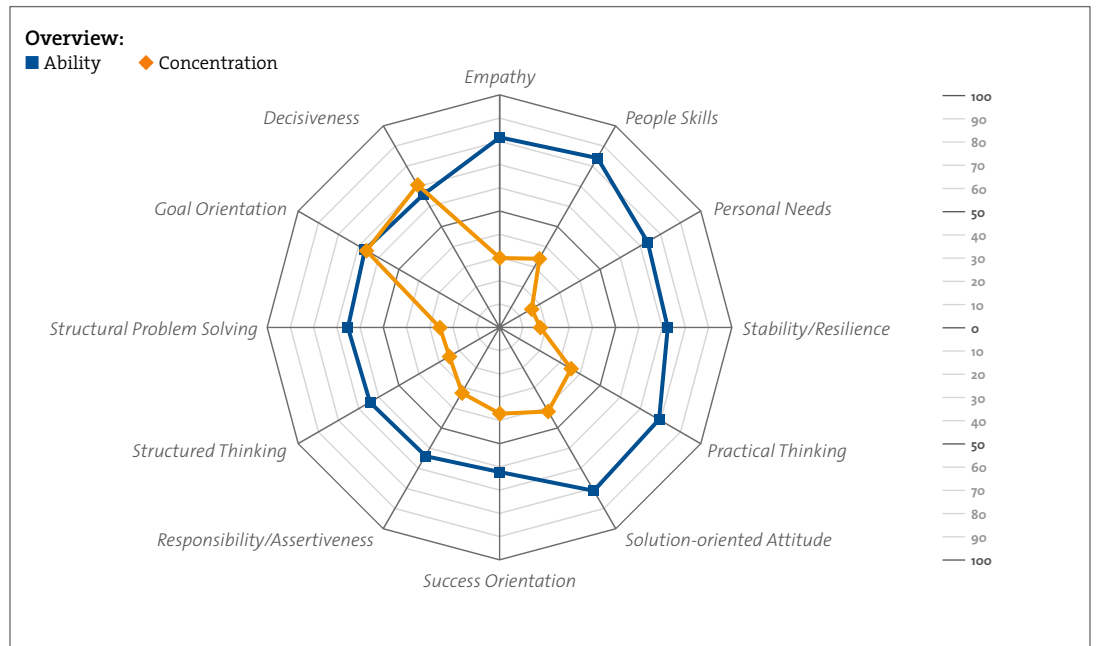 Overview:
Ability Concentration
Empathy
Decisiveness
People Skills
Goal Orientation
Personal Needs
Structural Problem Solving
Stability/Resilience
Structured Thinking
Practical Thinking
Responsibility/Assertiveness
Solution-oriented Attitude
Success Orientation
100
90
80
70
60
50
40
30
20
10
0
10
20
30
40
50
60
70
80
90
100